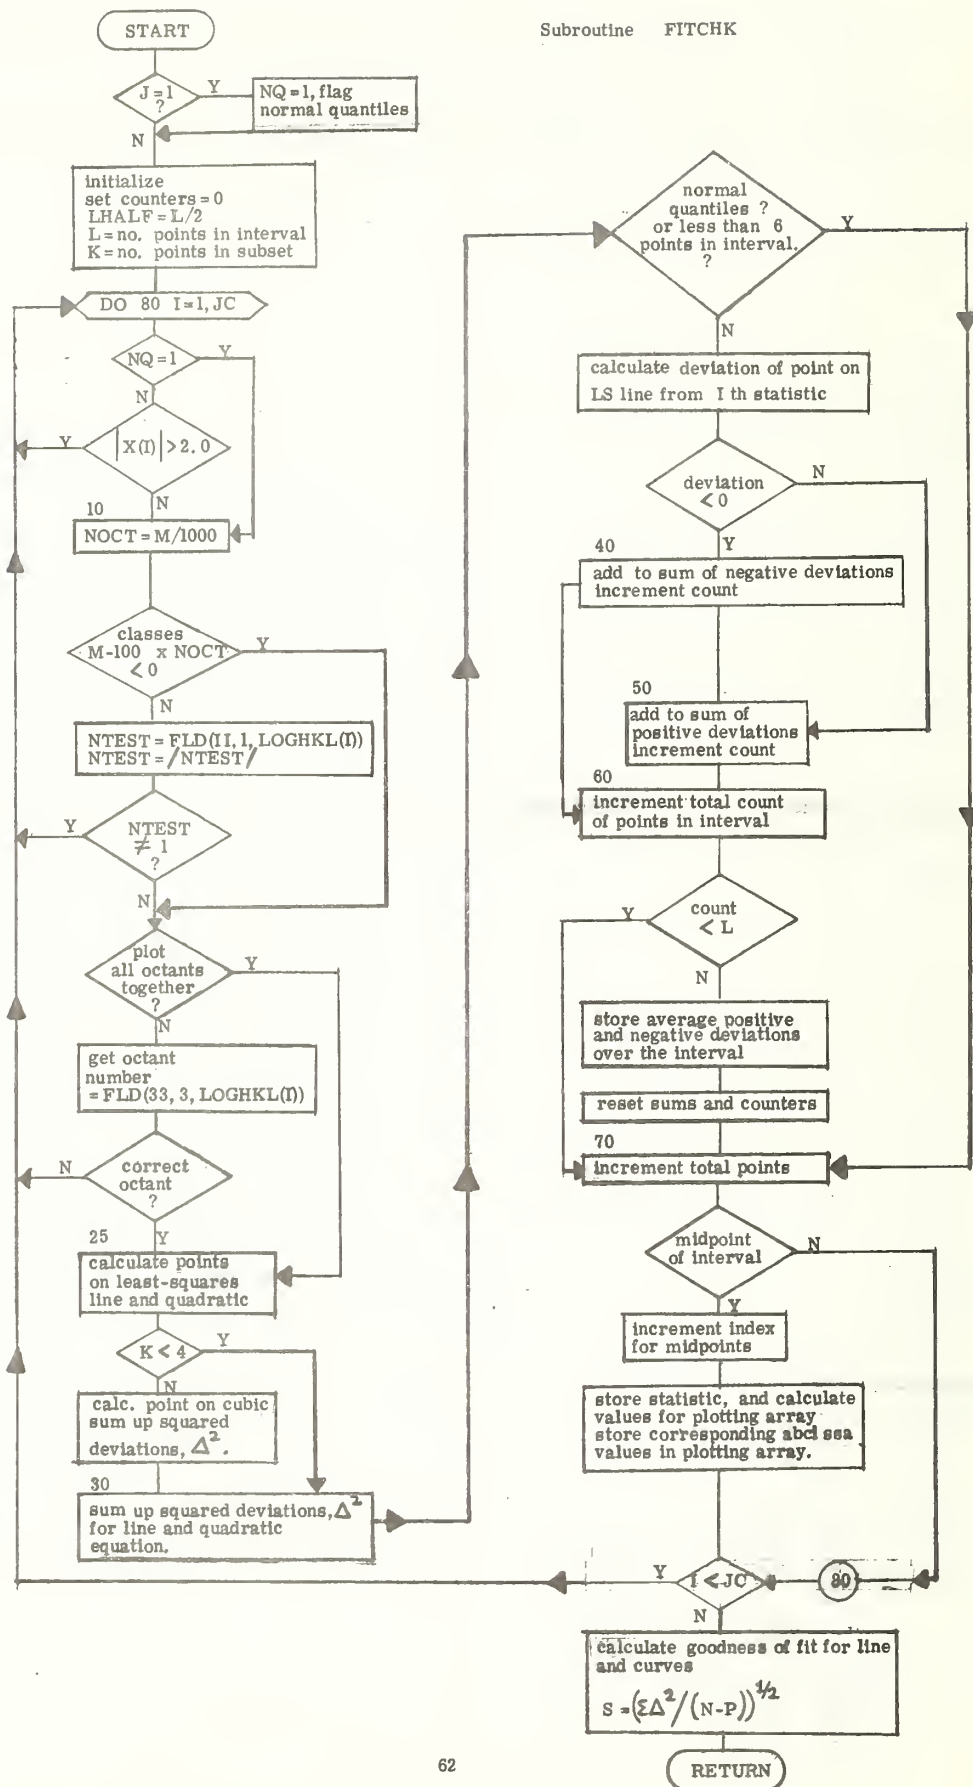 Subroutine FITCHK
START
J=1
?
Y
NQ=1, flag
normal quantiles
N
initialize
set counters=0
LHALF=L/2
L=no. points in interval
K=no. points in subset
DO 80 I=1, JC
NQ=1
Y
N
|X(I)|>2.0
Y
N
10
NOCT=M/1000
classes
M-100 x NOCT
<0
Y
N
NTEST=FLD(II, 1, LOGHKL(I))
NTEST=/NTEST/
NTEST
≠ 1
?
Y
N
plot
all octants
together
?
Y
N
get octant
number
=FLD(33, 3, LOGHKL(I))
correct
octant
?
N
Y
25
calculate points
on least-squares
line and quadratic
K<4
Y
N
calc. point on cubic
sum up squared
deviations, Δ².
30
sum up squared deviations, Δ²
for line and quadratic
equation.
normal
quantiles ?
or less than 6
points in interval.
?
Y
N
calculate deviation of point on
LS line from I th statistic
deviation
<0
N
Y
40
add to sum of negative deviations
increment count
50
add to sum of
positive deviations
increment count
60
increment total count
of points in interval
count
< L
Y
N
store average positive
and negative deviations
over the interval
reset sums and counters
70
increment total points
midpoint
of interval
N
Y
increment index
for midpoints
store statistic, and calculate
values for plotting array
store corresponding abcissa
values in plotting array.
I < JC
Y
80
N
calculate goodness of fit for line
and curves
S=(ΣΔ²/(N-P))^1/2
RETURN
62